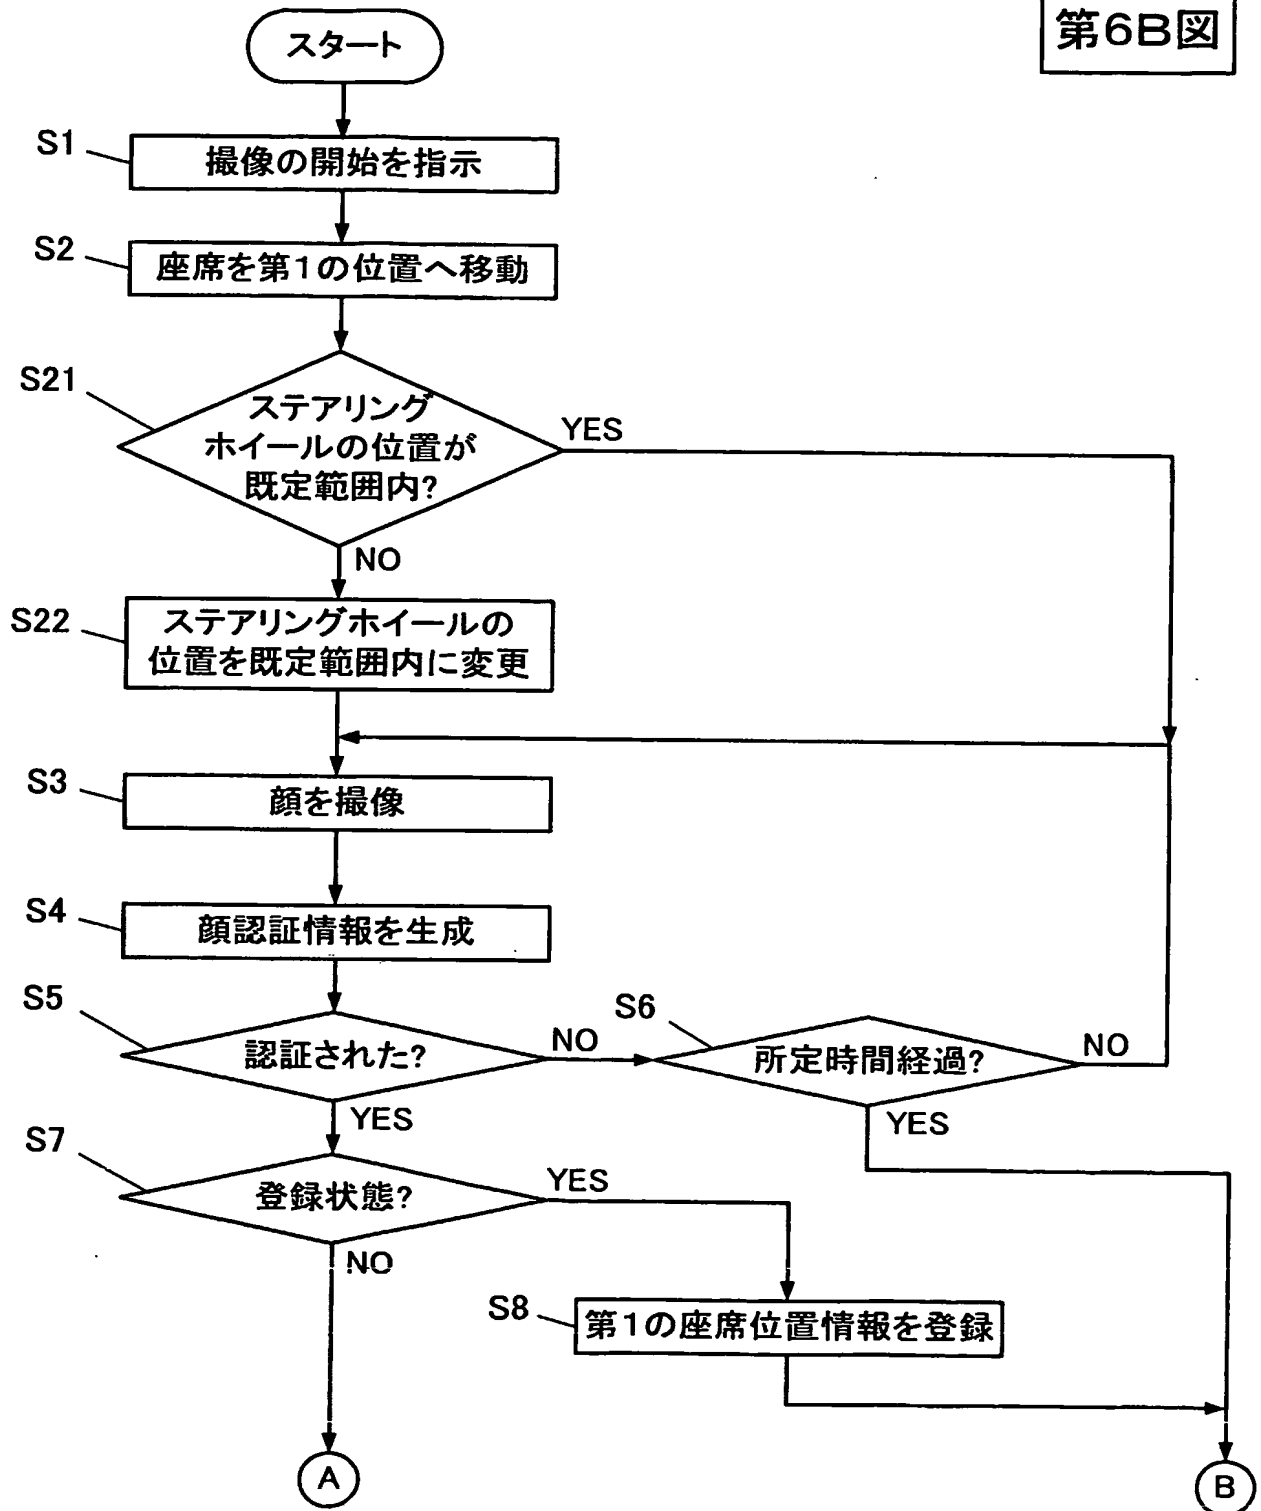 第6B図
スタート
S1
撮像の開始を指示
S2
座席を第1の位置へ移動
S21
ステアリング
ホイールの位置が
既定範囲内?
YES
NO
S22
ステアリングホイールの
位置を既定範囲内に変更
S3
顔を撮像
S4
顔認証情報を生成
S5
認証された?
NO
YES
S6
所定時間経過?
NO
YES
S7
登録状態?
YES
NO
S8
第1の座席位置情報を登録
A
B